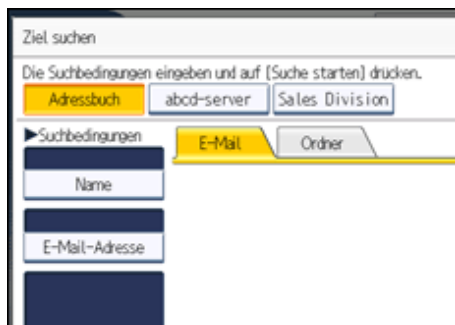 Ziel suchen
Die Suchbedingungen eingeben und auf [Suche starten] drücken.
Adressbuch abcd-server Sales Division
▶Suchbedingungen E-Mail Ordner
Name
E-Mail-Adresse